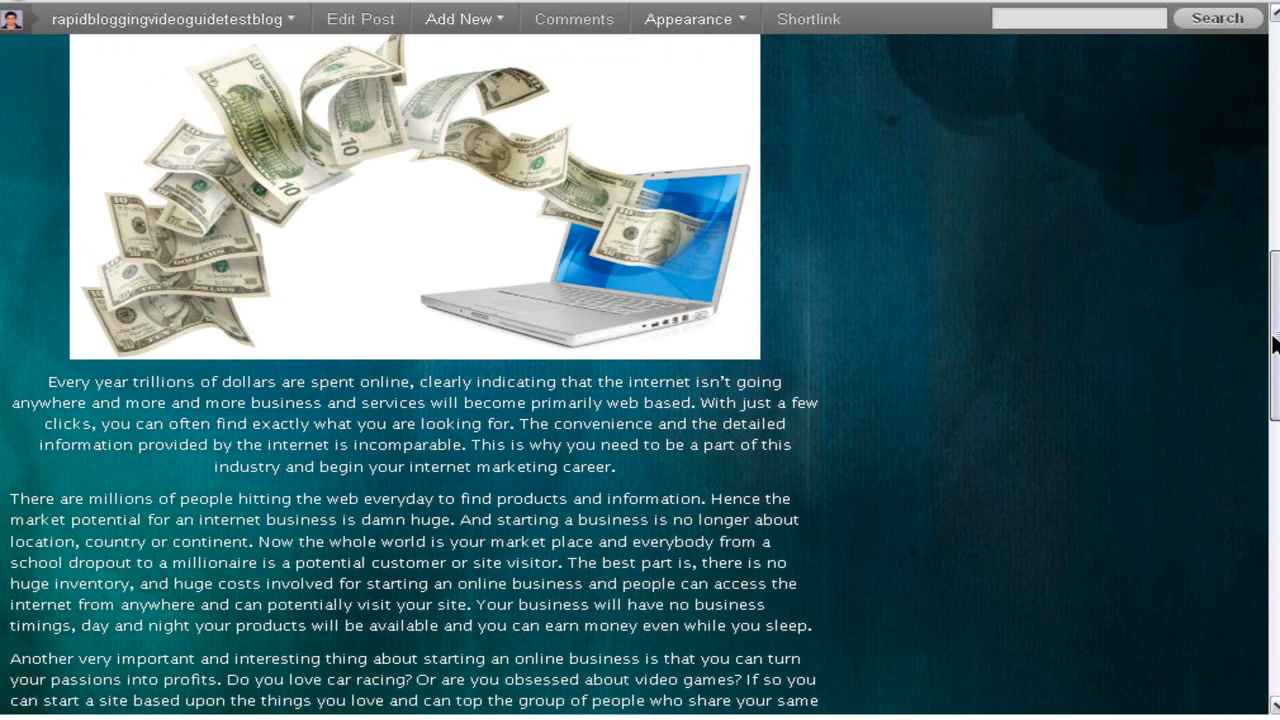 rapidbloggingvideoguidetestblog Edit Post Add New Comments Appearance Shortlink Search
10
10
10
Every year trillions of dollars are spent online, clearly indicating that the internet isn't going
anywhere and more and more business and services will become primarily web based. With just a few
clicks, you can often find exactly what you are looking for. The convenience and the detailed
information provided by the internet is incomparable. This is why you need to be a part of this
industry and begin your internet marketing career.
There are millions of people hitting the web everyday to find products and information. Hence the
market potential for an internet business is damn huge. And starting a business is no longer about
location, country or continent. Now the whole world is your market place and everybody from a
school dropout to a millionaire is a potential customer or site visitor. The best part is, there is no
huge inventory, and huge costs involved for starting an online business and people can access the
internet from anywhere and can potentially visit your site. Your business will have no business
timings, day and night your products will be available and you can earn money even while you sleep.
Another very important and interesting thing about starting an online business is that you can turn
your passions into profits. Do you love car racing? Or are you obsessed about video games? If so you
can start a site based upon the things you love and can top the group of people who share your same